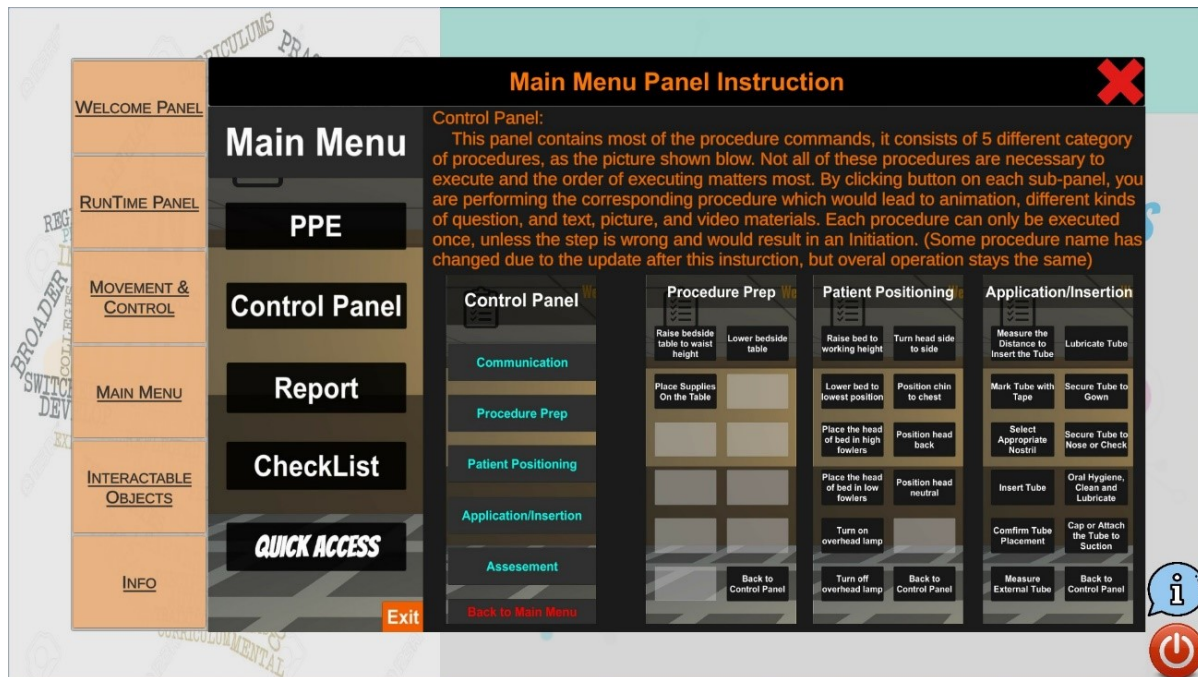 CURRICULUMS
REG
BROADER
COLLEGES
SWITC
DEV
MENTAL
WELCOME PANEL
RUNTIME PANEL
MOVEMENT &
CONTROL
MAIN MENU
INTERACTABLE
OBJECTS
INFO
Main Menu Panel Instruction
Main Menu
PPE
Control Panel
Report
CheckList
QUICK ACCESS
Exit
Control Panel:
This panel contains most of the procedure commands, it consists of 5 different category
of procedures, as the picture shown blow. Not all of these procedures are necessary to
execute and the order of executing matters most. By clicking button on each sub-panel, you
are performing the corresponding procedure which would lead to animation, different kinds
of question, and text, picture, and video materials. Each procedure can only be executed
once, unless the step is wrong and would result in an Initiation. (Some procedure name has
changed due to the update after this insturction, but overal operation stays the same)
Control Panel
Communication
Procedure Prep
Patient Positioning
Application/Insertion
Assesement
Back to Main Menu
Procedure Prep
Raise bedside
table to waist
height
Lower bedside
table
Place Supplies
On the Table
Back to
Control Panel
Patient Positioning
Raise bed to
working height
Turn head side
to side
Lower bed to
lowest position
Position chin
to chest
Place the head
of bed in high
fowlers
Position head
back
Place the head
of bed in low
fowlers
Position head
neutral
Turn on
overhead lamp
Turn off
overhead lamp
Back to
Control Panel
Application/Insertion
Measure the
Distance to
Insert the Tube
Lubricate Tube
Mark Tube with
Tape
Secure Tube to
Gown
Select
Appropriate
Nostril
Secure Tube to
Nose or Check
Insert Tube
Oral Hygiene,
Clean and
Lubricate
Comfirm Tube
Placement
Cap or Attach
the Tube to
Suction
Measure
External Tube
Back to
Control Panel